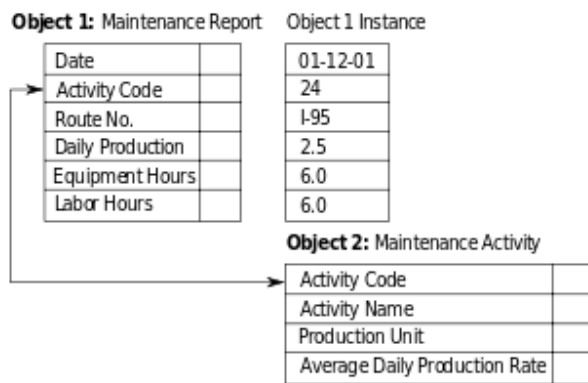 Object 1: Maintenance Report Object 1 Instance
Date 01-12-01
Activity Code 24
Route No. I-95
Daily Production 2.5
Equipment Hours 6.0
Labor Hours 6.0
Object 2: Maintenance Activity
Activity Code
Activity Name
Production Unit
Average Daily Production Rate